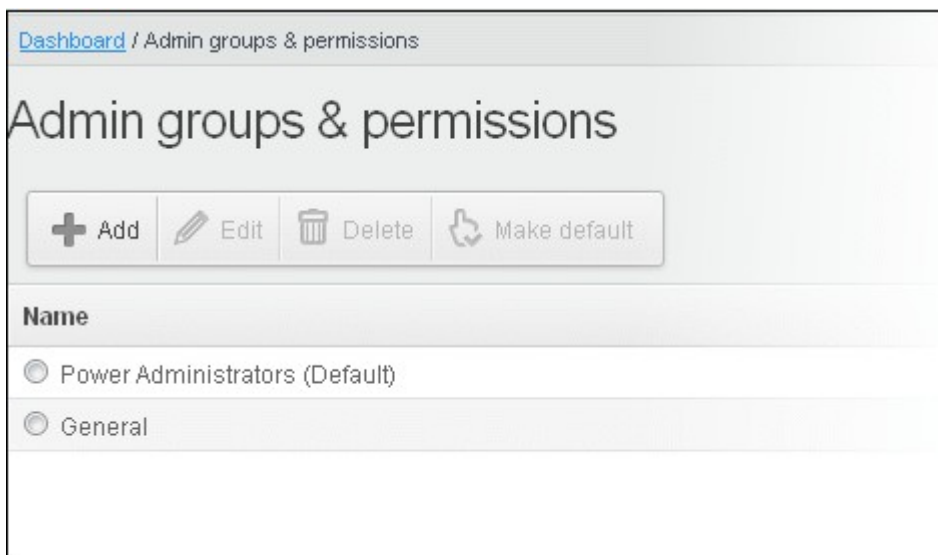 Dashboard / Admin groups & permissions
Admin groups & permissions
Add Edit Delete Make default
Name
Power Administrators (Default)
General